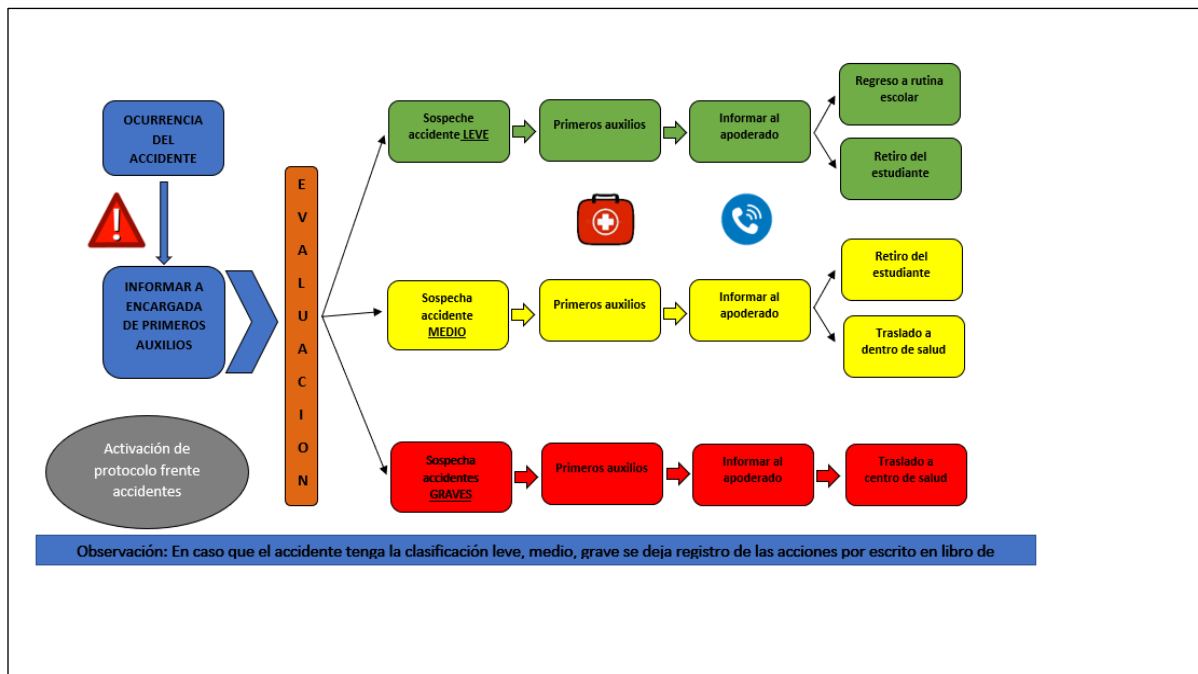 OCURRENCIA
DEL
ACCIDENTE
INFORMAR A
ENCARGADA
DE PRIMEROS
AUXILIOS
Activación de
protocolo frente
accidentes
E
V
A
L
U
A
C
I
O
N
Sospeche
accidente LEVE
Primeros auxilios
Informar al
apoderado
Regreso a rutina
escolar
Retiro del
estudiante
Sospecha
accidente
MEDIO
Primeros auxilios
Informar al
apoderado
Retiro del
estudiante
Traslado a
dentro de salud
Sospecha
accidentes
GRAVES
Primeros auxilios
Informar al
apoderado
Traslado a
centro de salud
Observación: En caso que el accidente tenga la clasificación leve, medio, grave se deja registro de las acciones por escrito en libro de